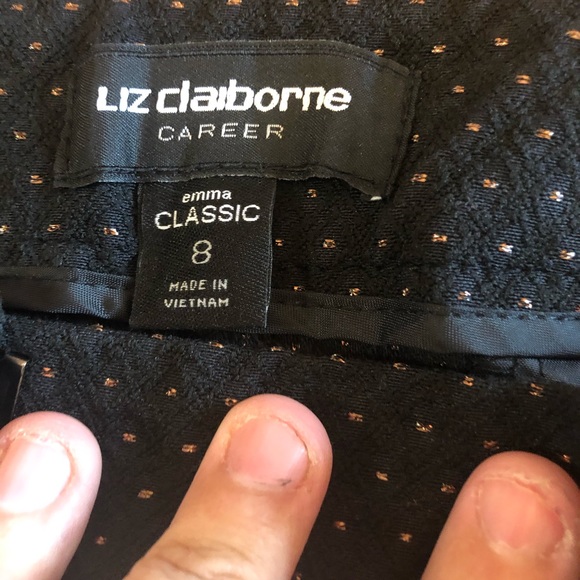 Liz claiborne
CAREER
emma
CLASSIC
8
MADE IN
VIETNAM